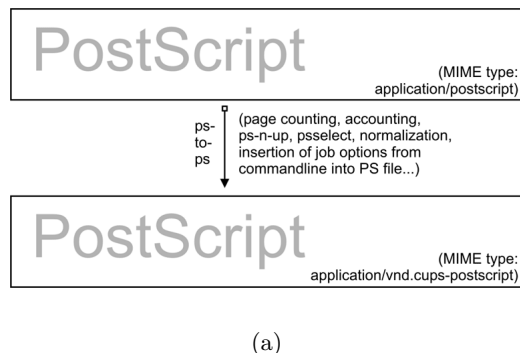 PostScript
(MIME type:
application/postscript)
ps-
to-
ps
(page counting, accounting,
ps-n-up, psselect, normalization,
insertion of job options from
commandline into PS file...)
PostScript
(MIME type:
application/vnd.cups-postscript)
(a)